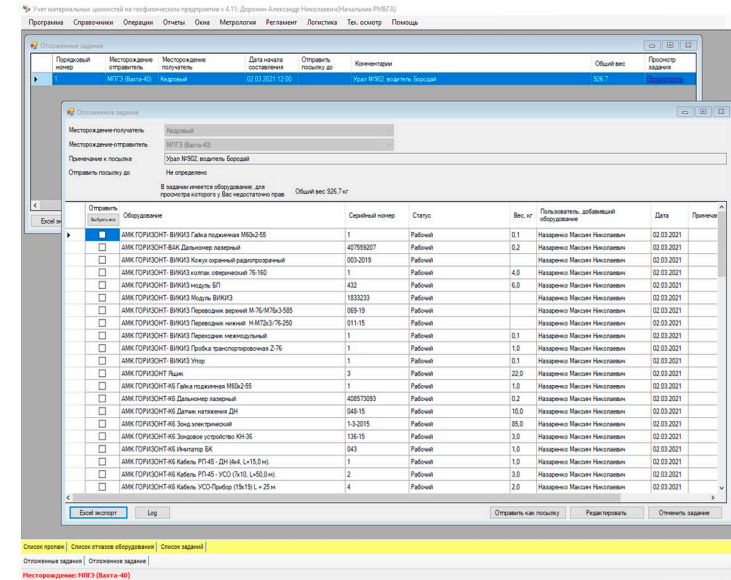 Учет материальных ценностей на геофизическом предприятии v 4.11: Доронин Александр Николаевич(Начальник РМБГА)
Программа Справочники Операции Отчеты Окна Метрология Регламент Логистика Тех. осмотр Помощь
Отложенные задания
Порядковый номер Месторождение отправитель Месторождение получатель Дата начала составления Отправить посылку до Комментарии Общий вес Просмотр задания
1 МПГЭ (Вахта-40) Кедровый 02.03.2021 12:00 Урал №902, водитель Бородай 926.7 Просмотреть
Отложенное задание
Месторождение-получатель Кедровый
Месторождение-отправитель МПГЭ (Вахта-40)
Примечание к посылке Урал №902, водитель Бородай
Отправить посылку до Не определено
В задании имеется оборудование, для
просмотра которого у Вас недостаточно прав Общий вес 926,7 кг
Excel эк
Отправить Выбрать все Оборудование Серийный номер Статус Вес, кг Пользователь, добавивший оборудование Дата Примечан
АМК ГОРИЗОНТ- ВИКИЗ Гайка поджимная М60х2-55 1 Рабочий 0,1 Назаренко Максим Николаевич 02.03.2021
АМК ГОРИЗОНТ-ВАК Дальномер лазерный 407559207 Рабочий 0,2 Назаренко Максим Николаевич 02.03.2021
АМК ГОРИЗОНТ- ВИКИЗ Кожух охранный радиопрозрачный 003-2019 Рабочий Назаренко Максим Николаевич 02.03.2021
АМК ГОРИЗОНТ- ВИКИЗ колпак сферический 76-160 1 Рабочий 4,0 Назаренко Максим Николаевич 02.03.2021
АМК ГОРИЗОНТ- ВИКИЗ модуль БП 432 Рабочий 6,0 Назаренко Максим Николаевич 02.03.2021
АМК ГОРИЗОНТ- ВИКИЗ Модуль ВИКИЗ 1833233 Рабочий Назаренко Максим Николаевич 02.03.2021
АМК ГОРИЗОНТ- ВИКИЗ Переводник верхний М-76/М76х3-585 069-19 Рабочий Назаренко Максим Николаевич 02.03.2021
АМК ГОРИЗОНТ- ВИКИЗ Переводник нижний Н-М72х3/76-250 011-15 Рабочий Назаренко Максим Николаевич 02.03.2021
АМК ГОРИЗОНТ- ВИКИЗ Переходник межмодульный 1 Рабочий 0.1 Назаренко Максим Николаевич 02.03.2021
АМК ГОРИЗОНТ- ВИКИЗ Пробка транспортировочная Z-76 1 Рабочий 1,0 Назаренко Максим Николаевич 02.03.2021
АМК ГОРИЗОНТ- ВИКИЗ Упор 1 Рабочий 0,1 Назаренко Максим Николаевич 02.03.2021
АМК ГОРИЗОНТ Ящик 3 Рабочий 22,0 Назаренко Максим Николаевич 02.03.2021
АМК ГОРИЗОНТ-К6 Гайка поджимная М60х2-55 1 Рабочий 1,0 Назаренко Максим Николаевич 02.03.2021
АМК ГОРИЗОНТ-К6 Дальномер лазерный 408573093 Рабочий 0,2 Назаренко Максим Николаевич 02.03.2021
АМК ГОРИЗОНТ-К6 Датчик натяжения ДН 048-15 Рабочий 10,0 Назаренко Максим Николаевич 02.03.2021
АМК ГОРИЗОНТ-К6 Зонд электрический 1-3-2015 Рабочий 85,0 Назаренко Максим Николаевич 02.03.2021
АМК ГОРИЗОНТ-К6 Зондовое устройство КН-36 136-15 Рабочий 3,0 Назаренко Максим Николаевич 02.03.2021
АМК ГОРИЗОНТ-К6 Имитатор БК 043 Рабочий 1,0 Назаренко Максим Николаевич 02.03.2021
АМК ГОРИЗОНТ-К6 Кабель РП-45 - ДН (4х4, L=15,0 м). 1 Рабочий 1,0 Назаренко Максим Николаевич 02.03.2021
АМК ГОРИЗОНТ-К6 Кабель РП-45 - УСО (7х10, L=50,0 м). 2 Рабочий 3,0 Назаренко Максим Николаевич 02.03.2021
АМК ГОРИЗОНТ-К6 Кабель УСО-Прибор (19х19) L = 25 м 4 Рабочий 2,0 Назаренко Максим Николаевич 02.03.2021
Excel экспорт Log Отправить как посылку Редактировать Отменить задание
Список пропаж Список отказов оборудования Список заданий
Отложенные задания Отложенное задание
Месторождение: МПГЭ (Вахта-40)